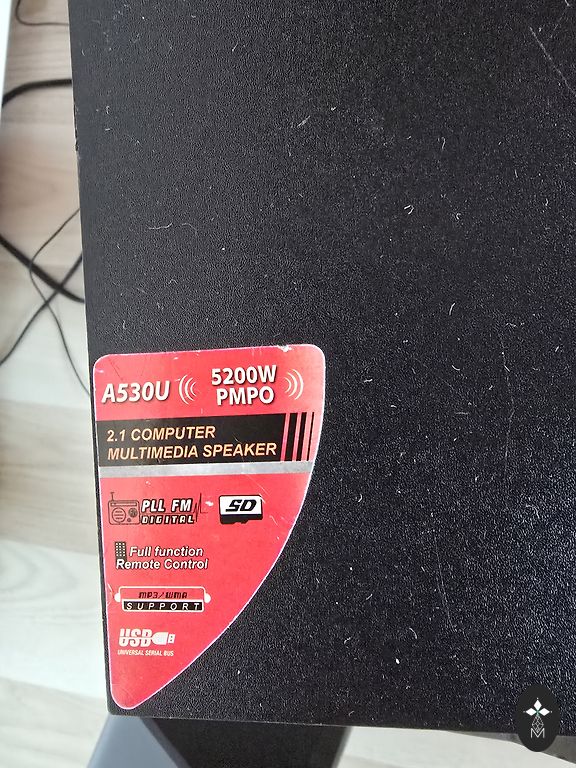 A530U
5200W
PMPO
2.1 COMPUTER
MULTIMEDIA SPEAKER
PLL FM
DIGITAL
SD
Full function
Remote Control
MP3/WMA
SUPPORT
USB
UNIVERSAL SERIAL BUS
M